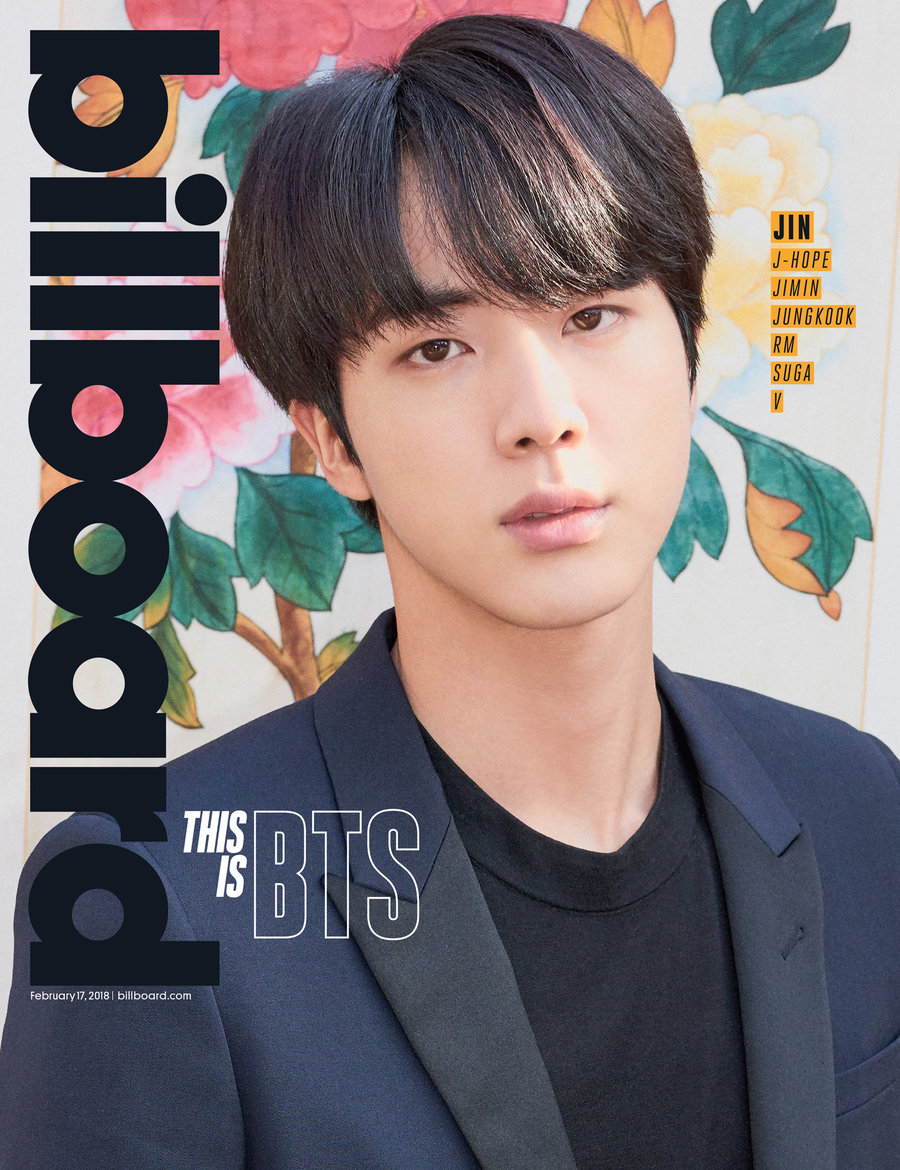 billboard
JIN
J-HOPE
JIMIN
JUNGKOOK
RM
SUGA
V
THIS
IS
BTS
February 17, 2018 | billboard.com